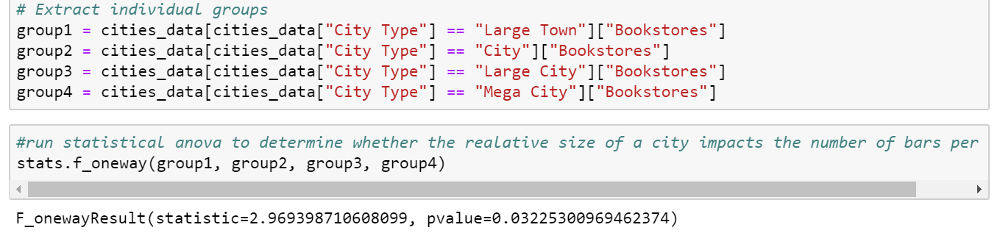 # Extract individual groups
group1 = cities_data[cities_data["City Type"] == "Large Town"]["Bookstores"]
group2 = cities_data[cities_data["City Type"] == "City"]["Bookstores"]
group3 = cities_data[cities_data["City Type"] == "Large City"]["Bookstores"]
group4 = cities_data[cities_data["City Type"] == "Mega City"]["Bookstores"]
#run statistical anova to determine whether the realative size of a city impacts the number of bars per
stats.f_oneway(group1, group2, group3, group4)
F_onewayResult(statistic=2.969398710608099, pvalue=0.03225300969462374)